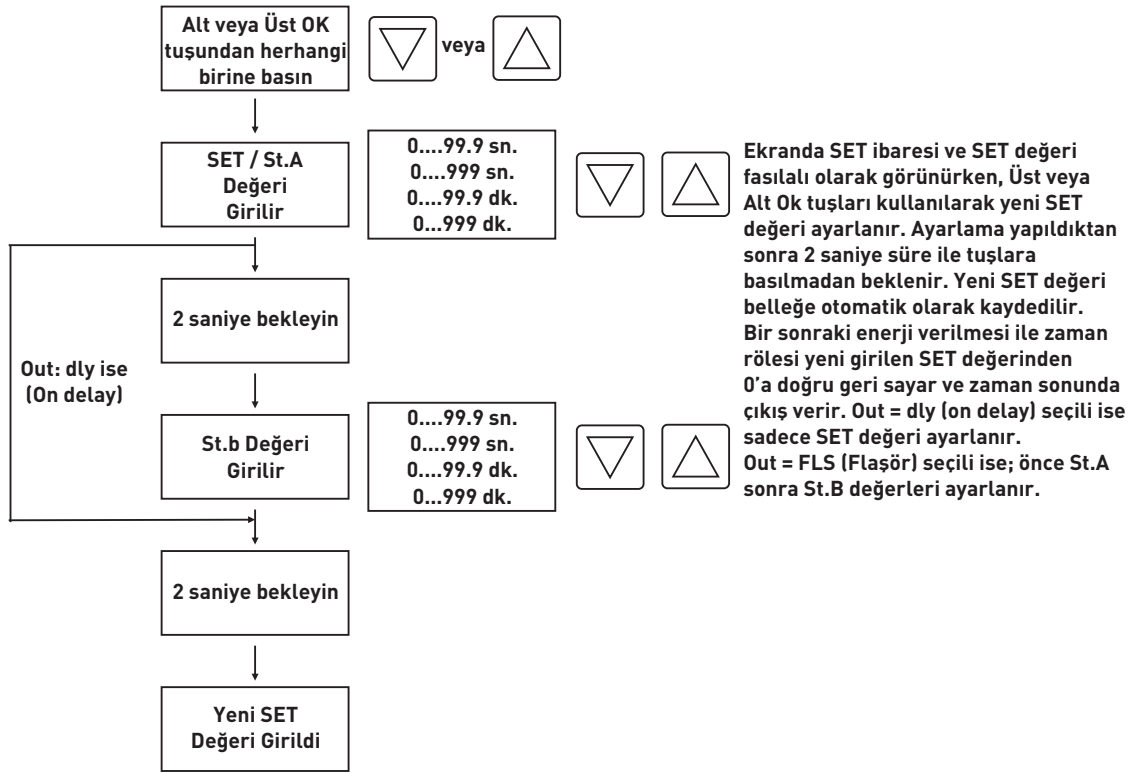 Alt veya Üst OK
tuşundan herhangi
birine basın
veya
SET / St.A
Değeri
Girilir
0....99.9 sn.
0....999 sn.
0....99.9 dk.
0...999 dk.
Ekranda SET ibaresi ve SET değeri
fasılalı olarak görünürken, Üst veya
Alt Ok tuşları kullanılarak yeni SET
değeri ayarlanır. Ayarlama yapıldıktan
sonra 2 saniye süre ile tuşlara
basılmadan beklenir. Yeni SET değeri
belleğe otomatik olarak kaydedilir.
Bir sonraki enerji verilmesi ile zaman
rölesi yeni girilen SET değerinden
0’a doğru geri sayar ve zaman sonunda
çıkış verir. Out = dly (on delay) seçili ise
sadece SET değeri ayarlanır.
Out = FLS (Flaşör) seçili ise; önce St.A
sonra St.B değerleri ayarlanır.
2 saniye bekleyin
Out: dly ise
(On delay)
St.b Değeri
Girilir
0....99.9 sn.
0....999 sn.
0....99.9 dk.
0...999 dk.
2 saniye bekleyin
Yeni SET
Değeri Girildi